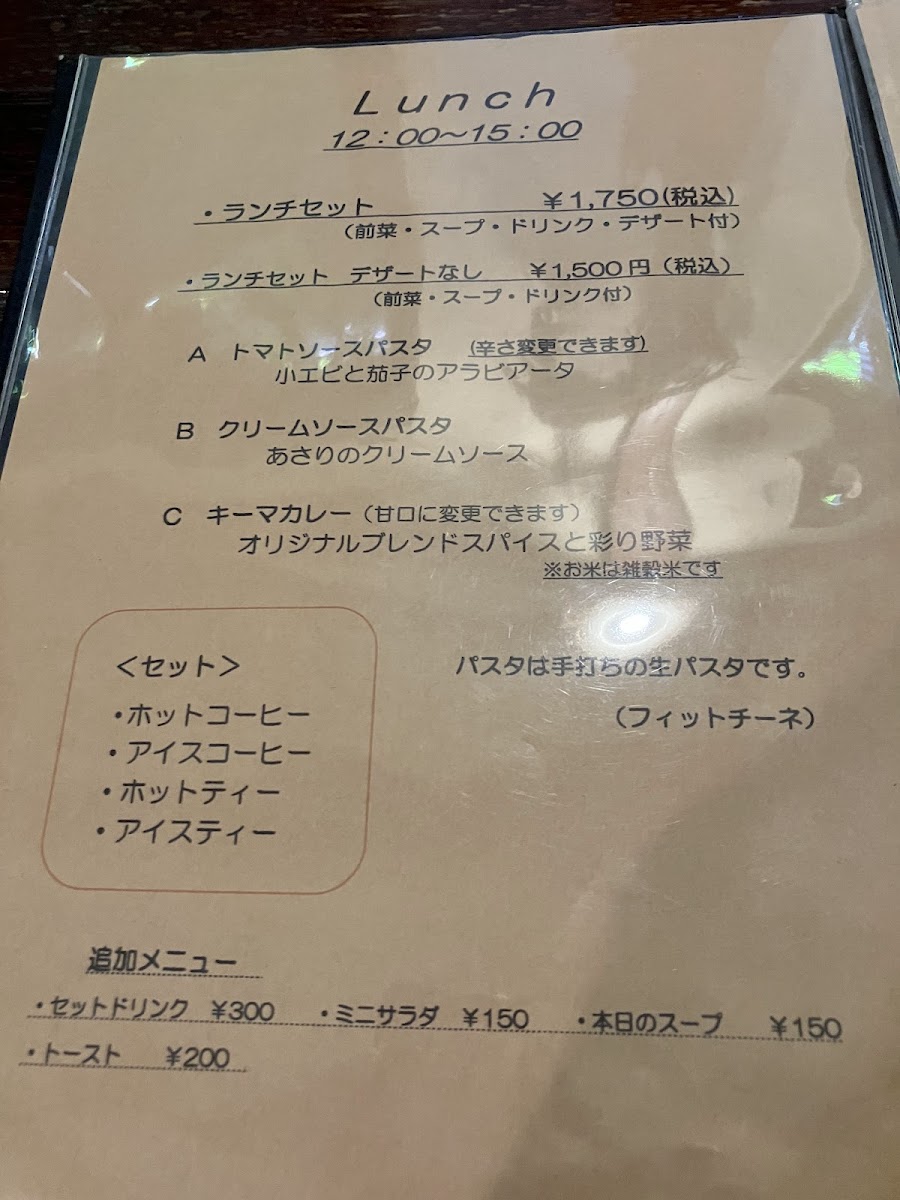 Lunch
12:00〜15:00
・ランチセット ¥1,750(税込)
（前菜・スープ・ドリンク・デザート付）
・ランチセット デザートなし ¥1,500円（税込）
（前菜・スープ・ドリンク付）
A トマトソースパスタ (辛さ変更できます)
小エビと茄子のアラビアータ
B クリームソースパスタ
あさりのクリームソース
C キーマカレー（甘口に変更できます）
オリジナルブレンドスパイスと彩り野菜
※お米は雑穀米です
＜セット＞
・ホットコーヒー
・アイスコーヒー
・ホットティー
・アイスティー
パスタは手打ちの生パスタです。
（フィットチーネ）
追加メニュー
・セットドリンク ¥300 ・ミニサラダ ¥150 ・本日のスープ ¥150
・トースト ¥200